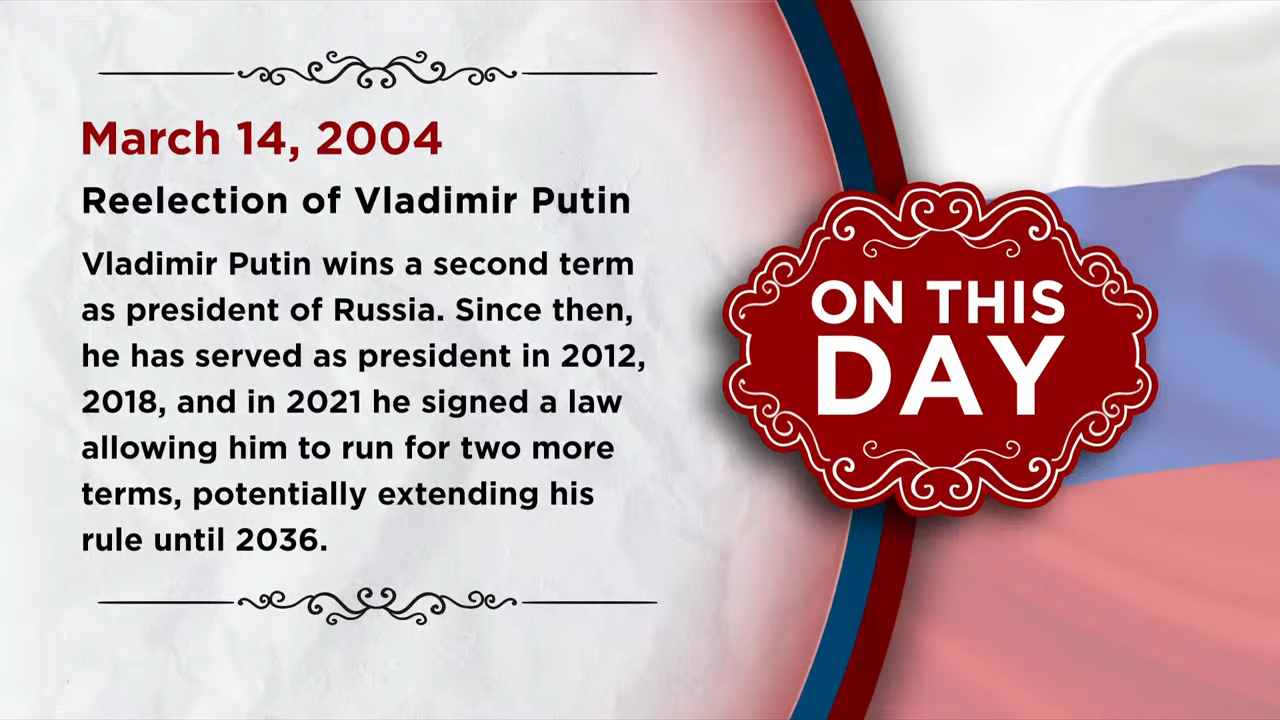 March 14, 2004
Reelection of Vladimir Putin
Vladimir Putin wins a second term
as president of Russia. Since then,
he has served as president in 2012,
2018, and in 2021 he signed a law
allowing him to run for two more
terms, potentially extending his
rule until 2036.
ON THIS
DAY